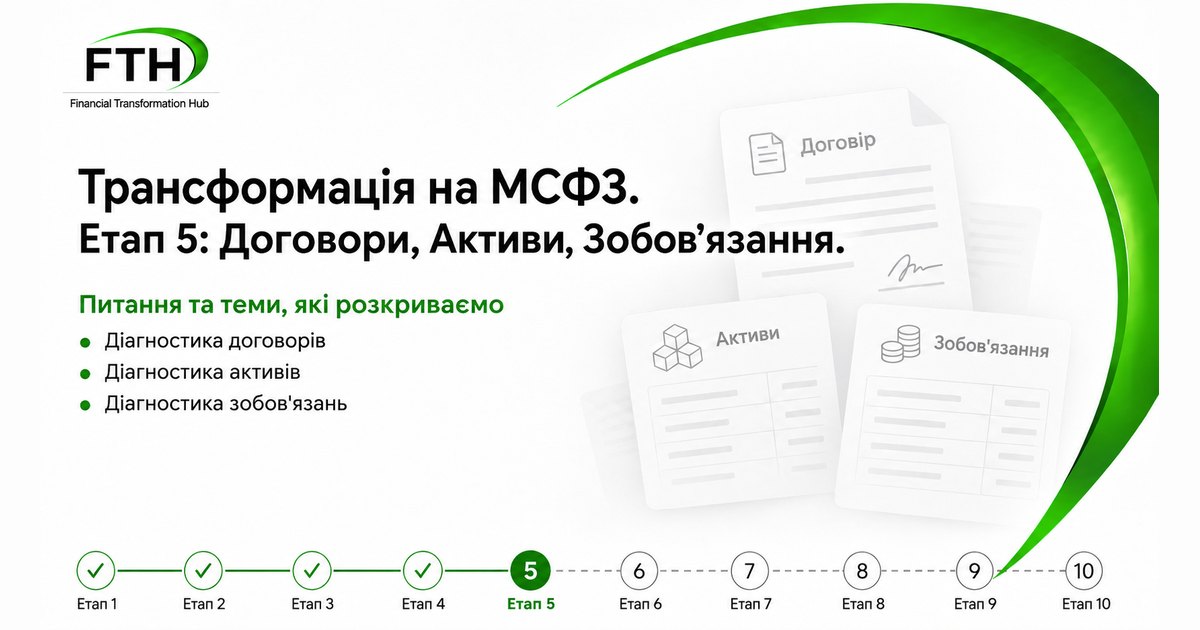 FTH
Financial Transformation Hub
Договір
Трансформація на МСФЗ.
Етап 5: Договори, Активи, Зобов’язання.
Питання та теми, які розкриваємо
Діагностика договорів
Діагностика активів
Діагностика зобов'язань
Активи
Зобов'язання
5 6 7 8 9 10
Етап 1 Етап 2 Етап 3 Етап 4 Етап 5 Етап 6 Етап 7 Етап 8 Етап 9 Етап 10